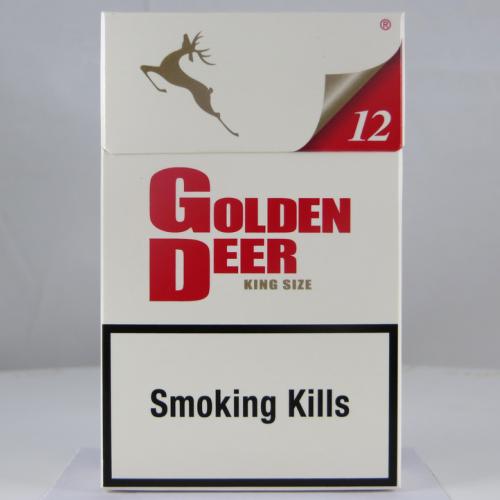 ®
12
GOLDEN
DEER
KING SIZE
Smoking Kills